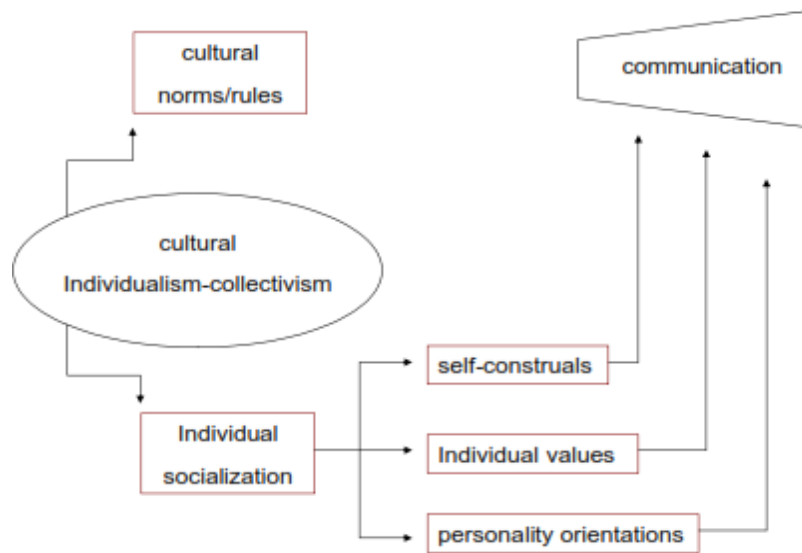 cultural
norms/rules
communication
cultural
Individualism-collectivism
self-construals
Individual
socialization
Individual values
personality orientations